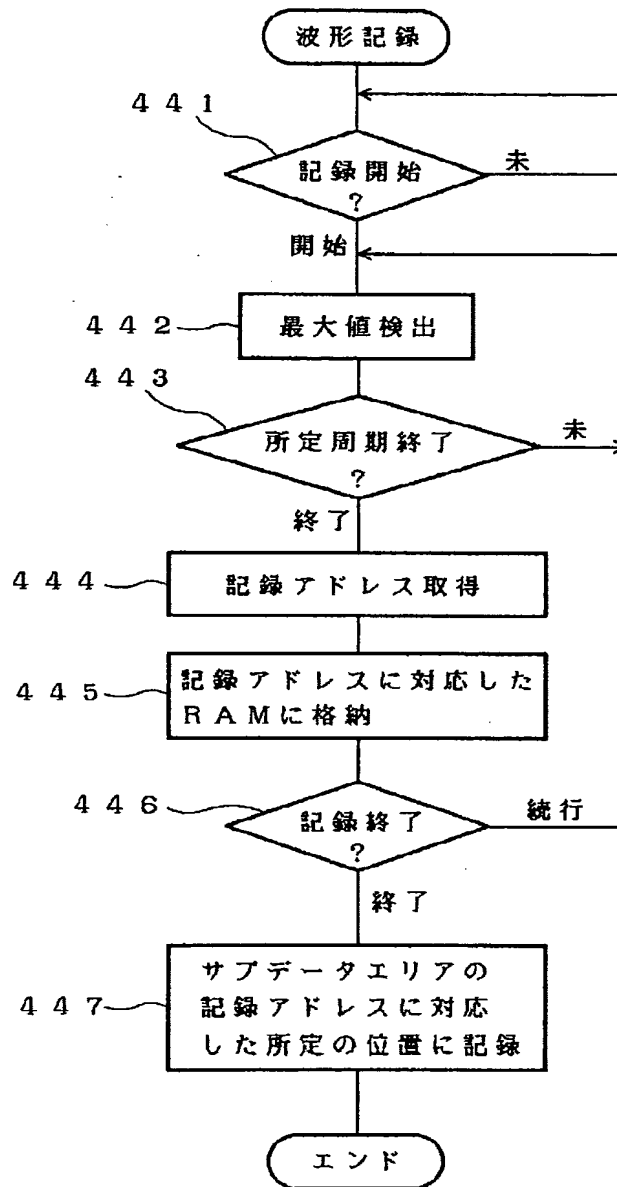 波形記録
441
記録開始
?
未
開始
442
最大値検出
443
所定周期終了
?
未
終了
444
記録アドレス取得
445
記録アドレスに対応した
RAMに格納
446
記録終了
?
続行
終了
447
サブデータエリアの
記録アドレスに対応
した所定の位置に記録
エンド